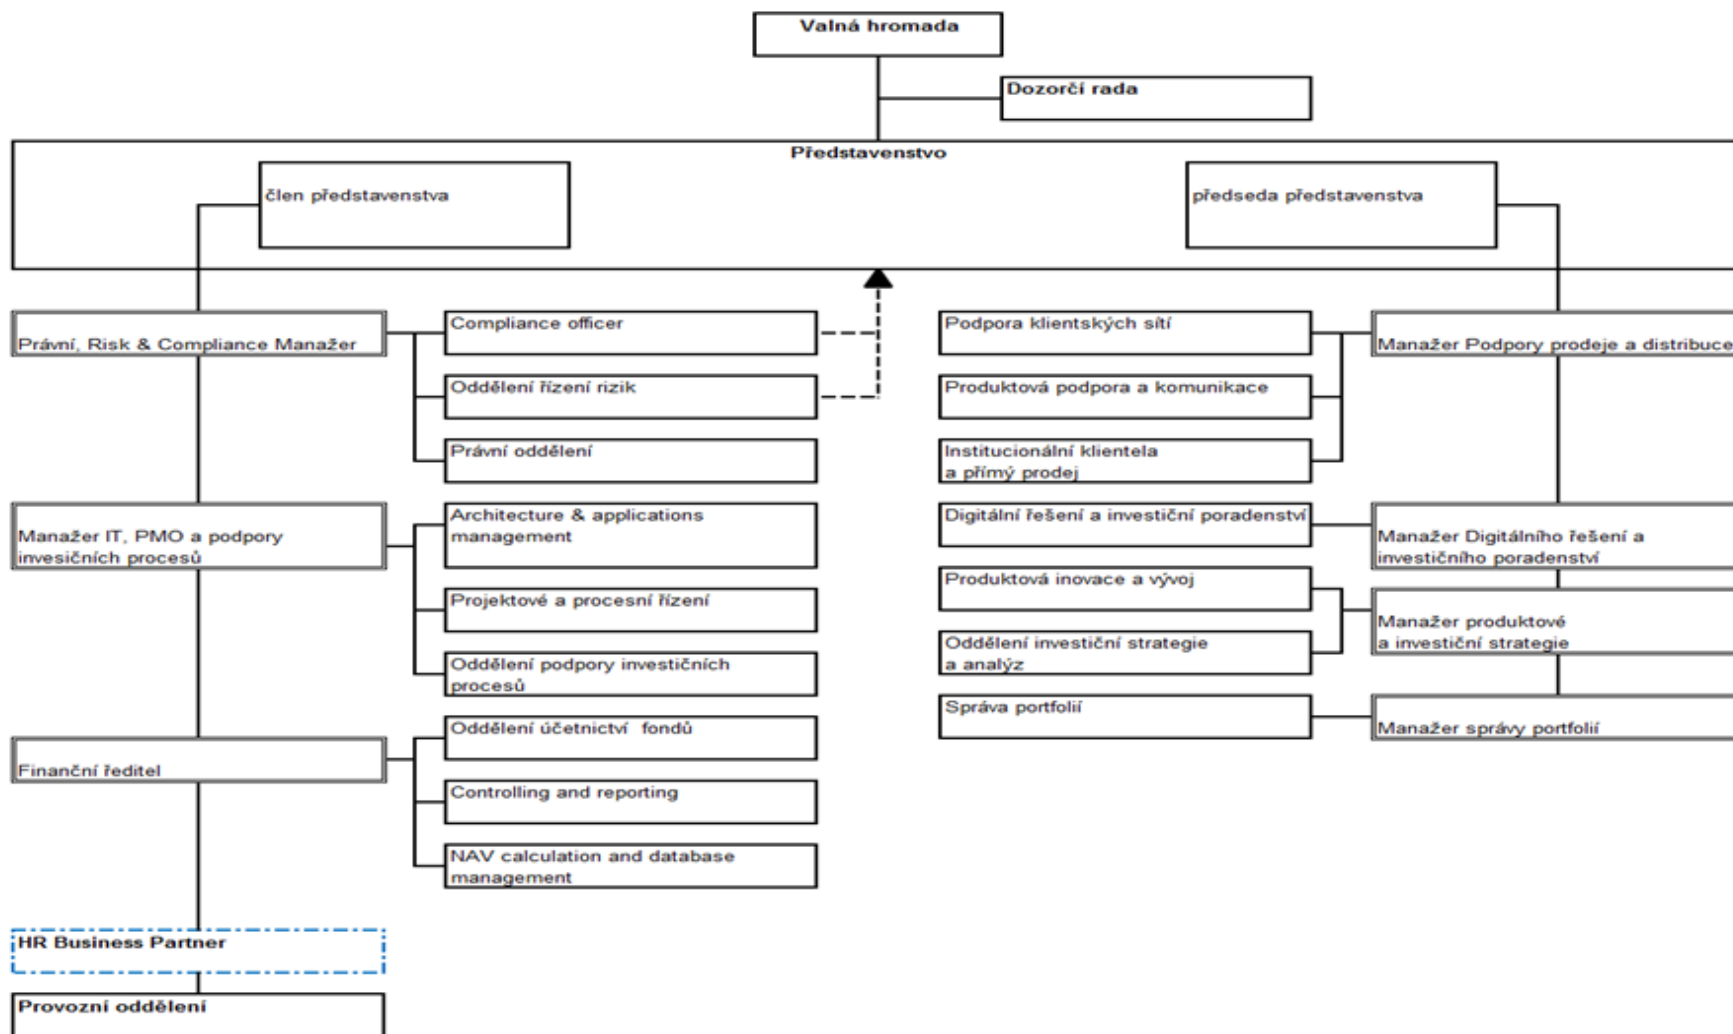 Valná hromada
Dozorčí rada
Představenstvo
člen představenstva
předseda představenstva
Právní, Risk & Compliance Manažer
Compliance officer
Oddělení řízení rizik
Právní oddělení
Manažer IT, PMO a podpory
invesičních procesů
Architecture & applications
management
Projektové a procesní řízení
Oddělení podpory investičních
procesů
Finanční ředitel
Oddělení účetnictví fondů
Controlling and reporting
NAV calculation and database
management
HR Business Partner
Provozní oddělení
Podpora klientských sítí
Manažer Podpory prodeje a distribuce
Produktová podpora a komunikace
Institucionální klientela
a přímý prodej
Digitální řešení a investiční poradenství
Manažer Digitálního řešení a
investičního poradenství
Produktová inovace a vývoj
Oddělení investiční strategie
a analýz
Manažer produktové
a investiční strategie
Správa portfolií
Manažer správy portfolií